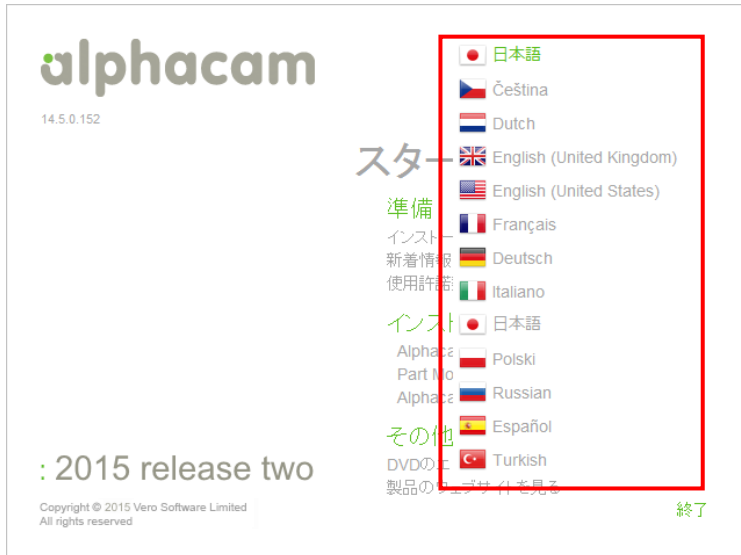 alphacam
14.5.0.152
スター
準備
インストー
新着情報
使用許諾
インスト
Alphaca
Part Mo
Alphaca
その他
DVDのエ
製品のウェブサイトを見る
日本語
Čeština
Dutch
English (United Kingdom)
English (United States)
Français
Deutsch
Italiano
日本語
Polski
Russian
Español
Turkish
: 2015 release two
Copyright © 2015 Vero Software Limited
All rights reserved
終了